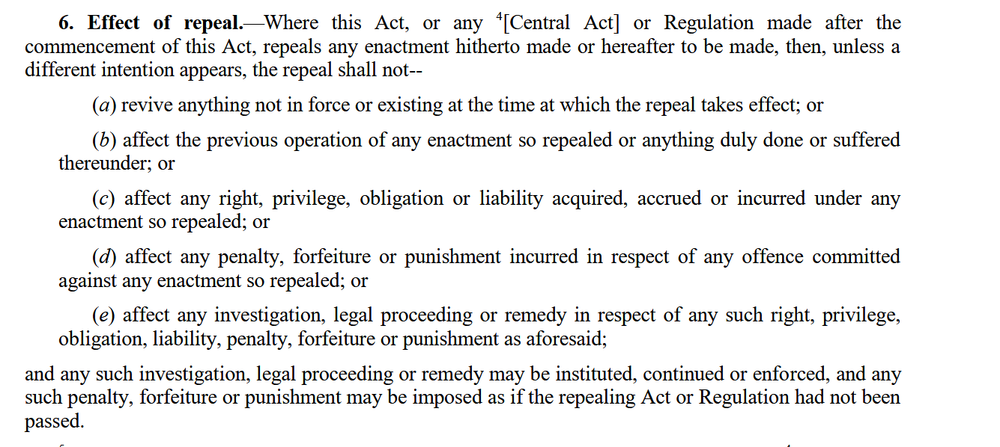 6. Effect of repeal.—Where this Act, or any ⁴[Central Act] or Regulation made after the
commencement of this Act, repeals any enactment hitherto made or hereafter to be made, then, unless a
different intention appears, the repeal shall not--
(a) revive anything not in force or existing at the time at which the repeal takes effect; or
(b) affect the previous operation of any enactment so repealed or anything duly done or suffered
thereunder; or
(c) affect any right, privilege, obligation or liability acquired, accrued or incurred under any
enactment so repealed; or
(d) affect any penalty, forfeiture or punishment incurred in respect of any offence committed
against any enactment so repealed; or
(e) affect any investigation, legal proceeding or remedy in respect of any such right, privilege,
obligation, liability, penalty, forfeiture or punishment as aforesaid;
and any such investigation, legal proceeding or remedy may be instituted, continued or enforced, and any
such penalty, forfeiture or punishment may be imposed as if the repealing Act or Regulation had not been
passed.